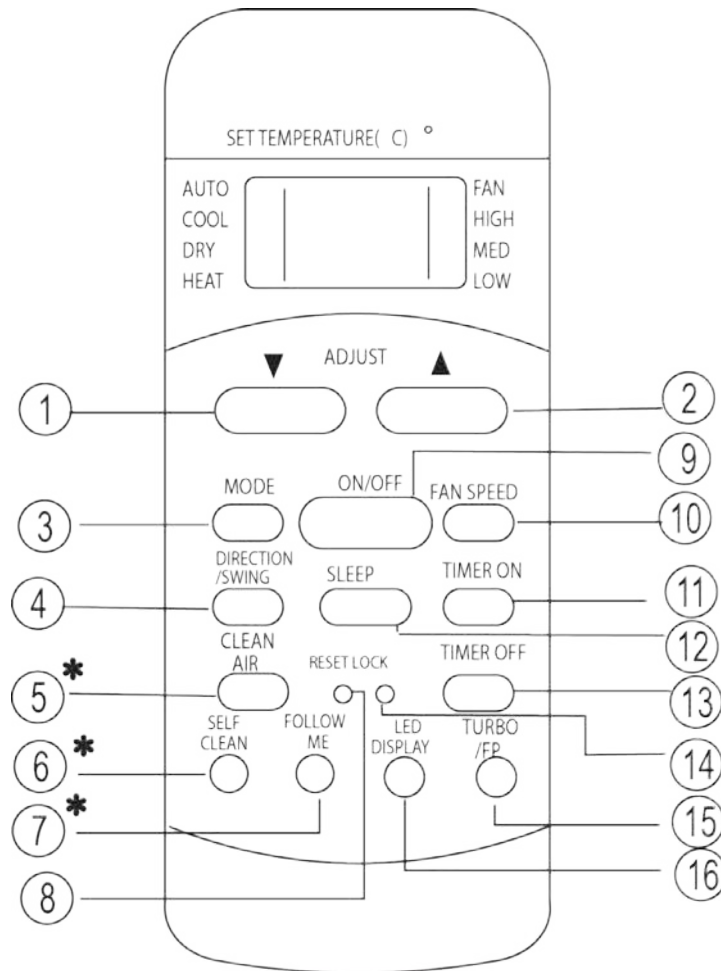 SET TEMPERATURE( C) °
AUTO
COOL
DRY
HEAT
FAN
HIGH
MED
LOW
▼ ADJUST ▲
1
2
9
MODE
ON/OFF
FAN SPEED
3
10
DIRECTION
/SWING
SLEEP
TIMER ON
4
11
12
CLEAN
AIR
RESET LOCK
TIMER OFF
5*
13
SELF
CLEAN
FOLLOW
ME
LED
DISPLAY
TURBO
/FP
6*
14
7*
15
8
16